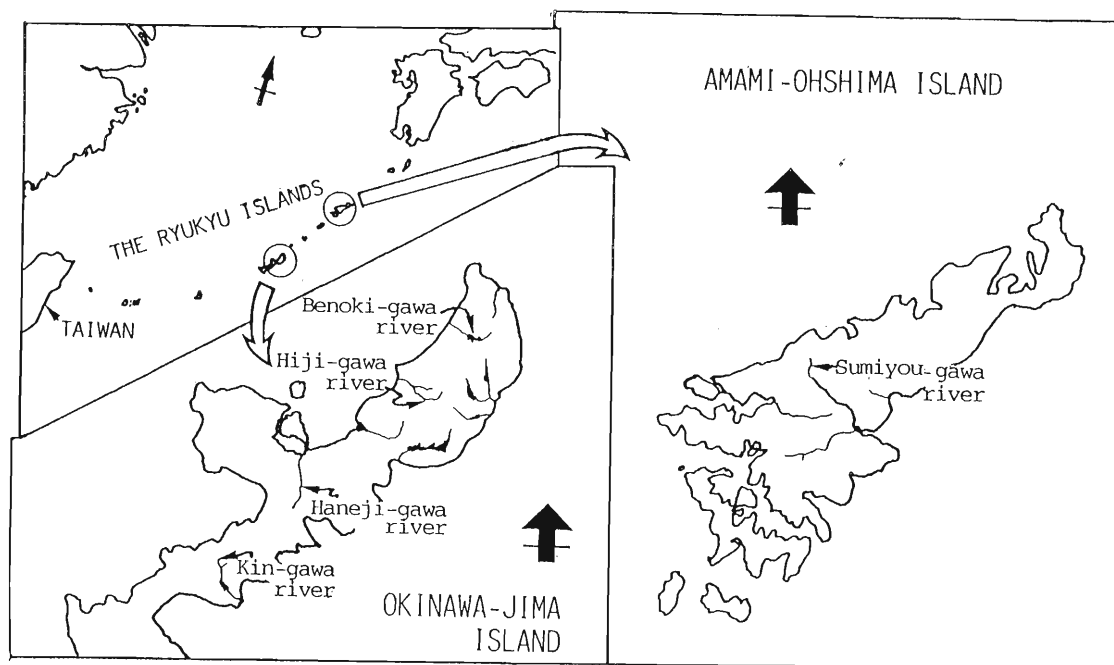 THE RYUKYU ISLANDS
TAIWAN
AMAMI-OHSHIMA ISLAND
Sumiyou-gawa
river
Benoki-gawa
river
Hiji-gawa
river
Haneji-gawa
river
Kin-gawa
river
OKINAWA-JIMA
ISLAND